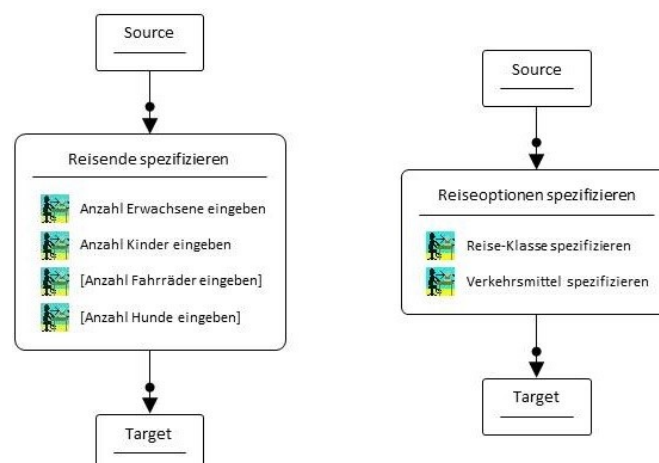 Source
Reisende spezifizieren
Anzahl Erwachsene eingeben
Anzahl Kinder eingeben
[Anzahl Fahrräder eingeben]
[Anzahl Hunde eingeben]
Target
Source
Reiseoptionen spezifizieren
Reise-Klasse spezifizieren
Verkehrsmittel spezifizieren
Target